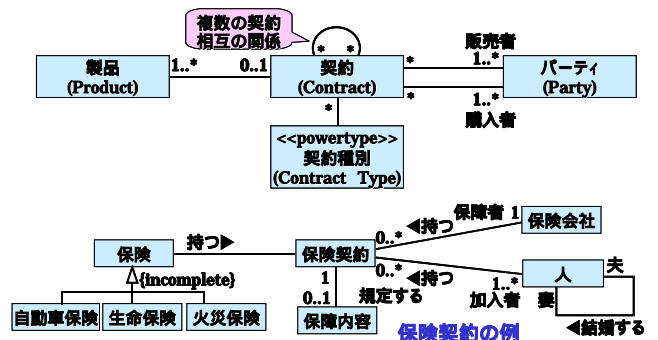 複数の契約
相互の関係
* *
製品
(Product)
1..*
0..1
契約
(Contract)
*
販売者
1..*
パーティ
(Party)
*
1..*
購入者
*
<<powertype>>
契約種別
(Contract Type)
保険
持つ▶
{incomplete}
自動車保険
生命保険
火災保険
保険契約
0..*
◀持つ
保障者 1
保険会社
0..*
◀持つ
1..*
加入者
人
夫
妻
◀結婚する
1
0..1
規定する
保障内容
保険契約の例